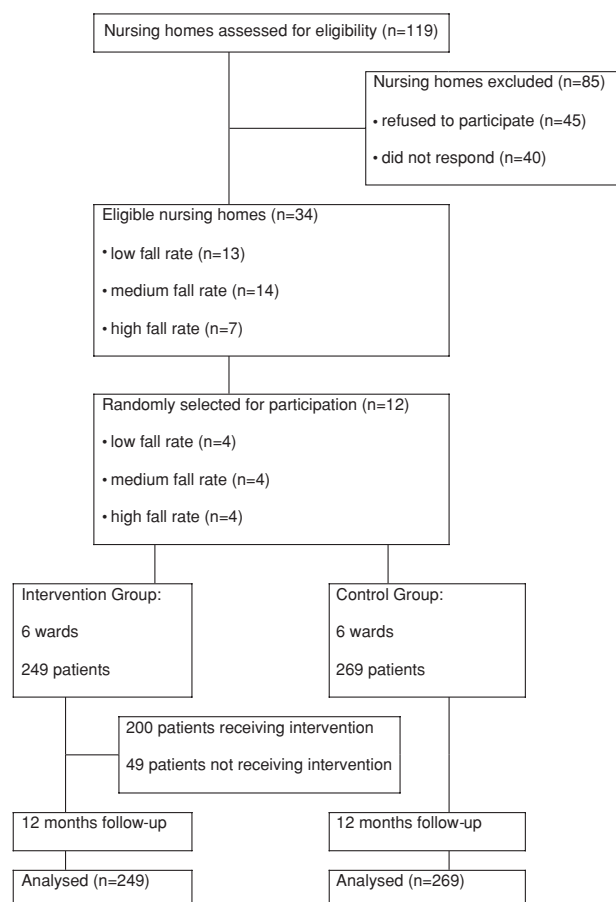 Nursing homes assessed for eligibility (n=119)
Nursing homes excluded (n=85)
• refused to participate (n=45)
• did not respond (n=40)
Eligible nursing homes (n=34)
• low fall rate (n=13)
• medium fall rate (n=14)
• high fall rate (n=7)
Randomly selected for participation (n=12)
• low fall rate (n=4)
• medium fall rate (n=4)
• high fall rate (n=4)
Intervention Group:
6 wards
249 patients
Control Group:
6 wards
269 patients
200 patients receiving intervention
49 patients not receiving intervention
12 months follow-up
12 months follow-up
Analysed (n=249)
Analysed (n=269)